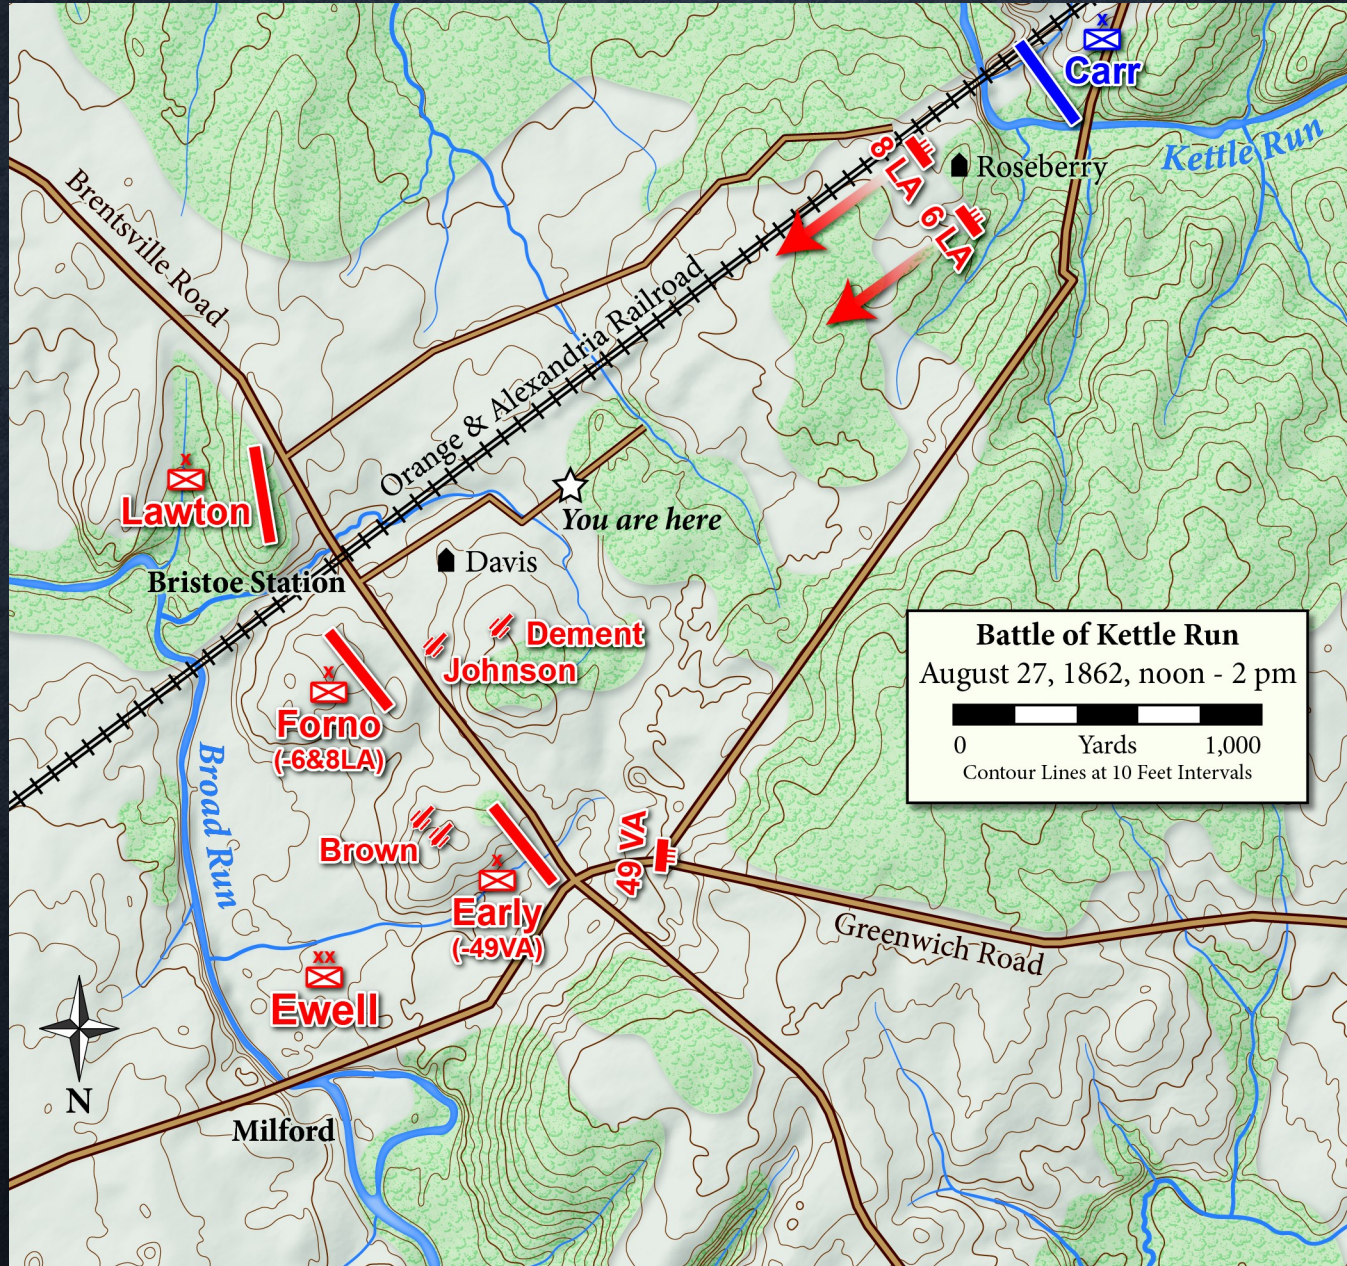 x
Carr
Kettle Run
8 LA
Roseberry
6 LA
Brentsville Road
Orange & Alexandria Railroad
x
Lawton
You are here
Davis
Bristoe Station
Dement
Johnson
x
Forno
(-6&8LA)
Battle of Kettle Run
August 27, 1862, noon - 2 pm
0 Yards 1,000
Contour Lines at 10 Feet Intervals
Broad Run
Brown
49 VA
x
Early
(-49VA)
Greenwich Road
xx
Ewell
N
Milford